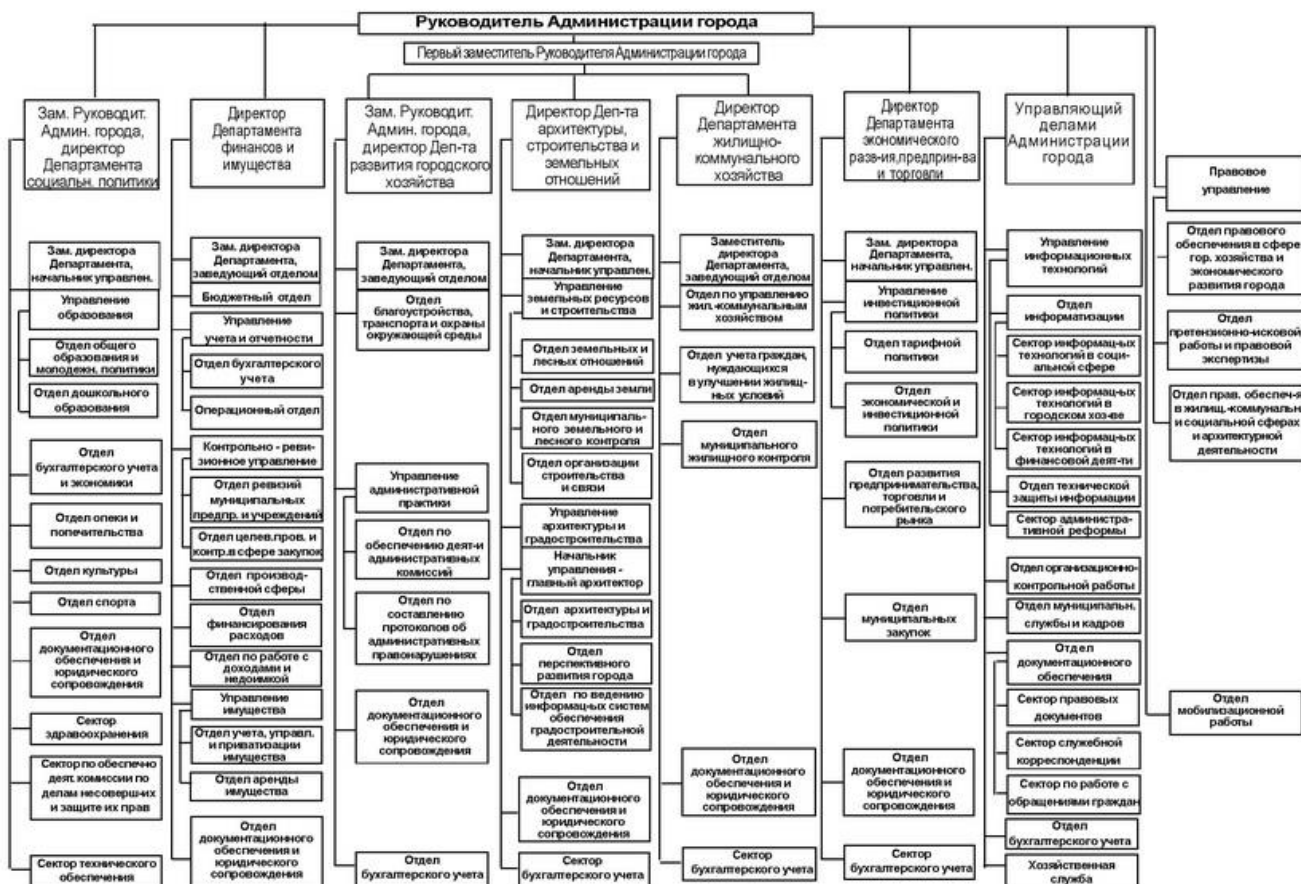 Руководитель Администрации города
Первый заместитель Руководителя Администрации города
Зам. Руководит.
Админ. города,
директор
Департамента
социальн. политики
Директор
Департамента
финансов и
имущества
Зам. Руководит.
Админ. города,
директор Деп-та
развития городского
хозяйства
Директор Деп-та
архитектуры,
строительства и
земельных
отношений
Директор
Департамента
жилищно-
коммунального
хозяйства
Директор
Департамента
экономического
разв-ия,предприн-ва
и торговли
Управляющий
делами
Администрации
города
Зам. директора
Департамента,
начальник управлен.
Управление
образования
Отдел общего
образования и
молодежн. политики
Отдел дошкольного
образования
Отдел
бухгалтерского учета
и экономики
Отдел опеки и
попечительства
Отдел культуры
Отдел спорта
Отдел
документационного
обеспечения и
юридического
сопровождения
Сектор
здравоохранения
Сектор по обеспечению
деят. комиссии по
делам несоверш-х
и защите их прав
Сектор технического
обеспечения
Зам. директора
Департамента,
заведующий отделом
Бюджетный отдел
Управление
учета и отчетности
Отдел бухгалтерского
учета
Операционный отдел
Контрольно - реви-
зионное управление
Отдел ревизий
муниципальных
предпр. и учреждений
Отдел целев.пров. и
контр.в сфере закупок
Отдел производ-
ственной сферы
Отдел
финансирования
расходов
Отдел по работе с
доходами и
недоимкой
Управление
имущества
Отдел учета, управл.
и приватизации
имущества
Отдел аренды
имущества
Отдел
документационного
обеспечения и
юридического
сопровождения
Зам. директора
Департамента,
заведующий отделом
Отдел
благоустройства,
транспорта и охраны
окружающей среды
Управление
административной
практики
Отдел по
обеспечению деят-и
административных
комиссий
Отдел по
составлению
протоколов об
административных
правонарушениях
Отдел
документационного
обеспечения и
юридического
сопровождения
Отдел
бухгалтерского учета
Зам. директора
Департамента,
начальник управлен.
Управление
земельных ресурсов
и строительства
Отдел земельных и
лесных отношений
Отдел аренды земли
Отдел муниципаль-
ного земельного и
лесного контроля
Отдел организации
строительства
и связи
Управление
архитектуры и
градостроительства
Начальник
управления -
главный архитектор
Отдел архитектуры и
градостроительства
Отдел
перспективного
развития города
Отдел по ведению
информац-х систем
обеспечения
градостроительной
деятельности
Отдел
документационного
обеспечения и
юридического
сопровождения
Сектор
бухгалтерского учета
Заместитель
директора
Департамента,
заведующий отделом
Отдел по управлению
жил.-коммунальным
хозяйством
Отдел учета граждан,
нуждающихся
в улучшении жилищ-
ных условий
Отдел
муниципального
жилищного контроля
Отдел
документационного
обеспечения и
юридического
сопровождения
Сектор
бухгалтерского учета
Зам. директора
Департамента,
начальник управлен.
Управление
инвестиционной
политики
Отдел тарифной
политики
Отдел
экономической и
инвестиционной
политики
Отдел развития
предпринимательства,
торговли и
потребительского
рынка
Отдел
муниципальных
закупок
Отдел
документационного
обеспечения и
юридического
сопровождения
Сектор
бухгалтерского учета
Управление
информационных
технологий
Отдел
информатизации
Сектор информац-ых
технологий в соци-
альной сфере
Сектор информац-ых
технологий в
городском хоз-ве
Сектор информац-ых
технологий в
финансовой деят-ти
Отдел технической
защиты информации
Сектор администра-
тивной реформы
Отдел организационно-
контрольной работы
Отдел муниципальн.
службы и кадров
Отдел
документационного
обеспечения
Сектор правовых
документов
Сектор служебной
корреспонденции
Сектор по работе с
обращениями граждан
Отдел
бухгалтерского учета
Хозяйственная
служба
Правовое
управление
Отдел правового
обеспечения в сфере
гор. хозяйства и
экономического
развития города
Отдел
претензионно-исковой
работы и правовой
экспертизы
Отдел прав. обеспеч-я
в жилищ.-коммунальн
и социальной сферах
и архитектурной
деятельности
Отдел
мобилизационной
работы